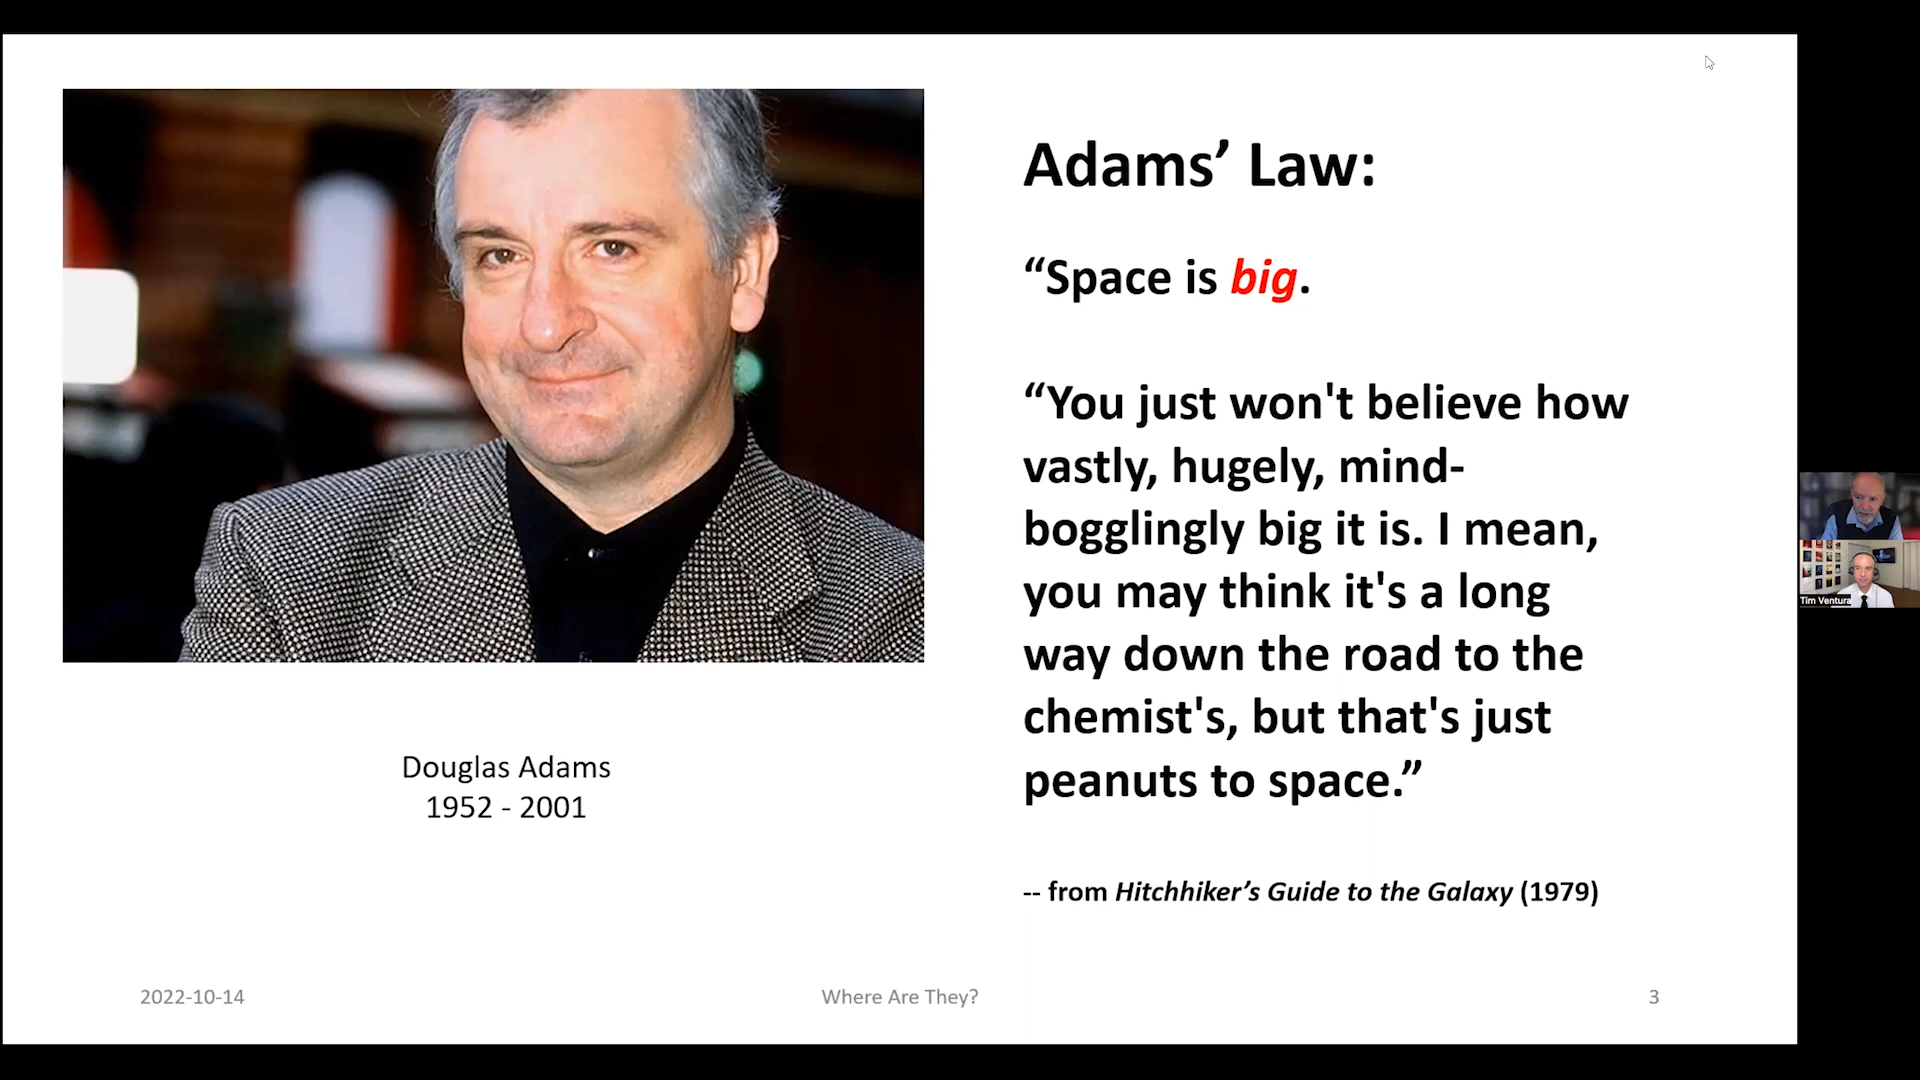 Adams’ Law:
“Space is big.
“You just won't believe how
vastly, hugely, mind-
bogglingly big it is. I mean,
you may think it's a long
way down the road to the
chemist's, but that's just
peanuts to space.”
-- from Hitchhiker’s Guide to the Galaxy (1979)
Douglas Adams
1952 - 2001
2022-10-14
Where Are They?
3
Tim Ventura